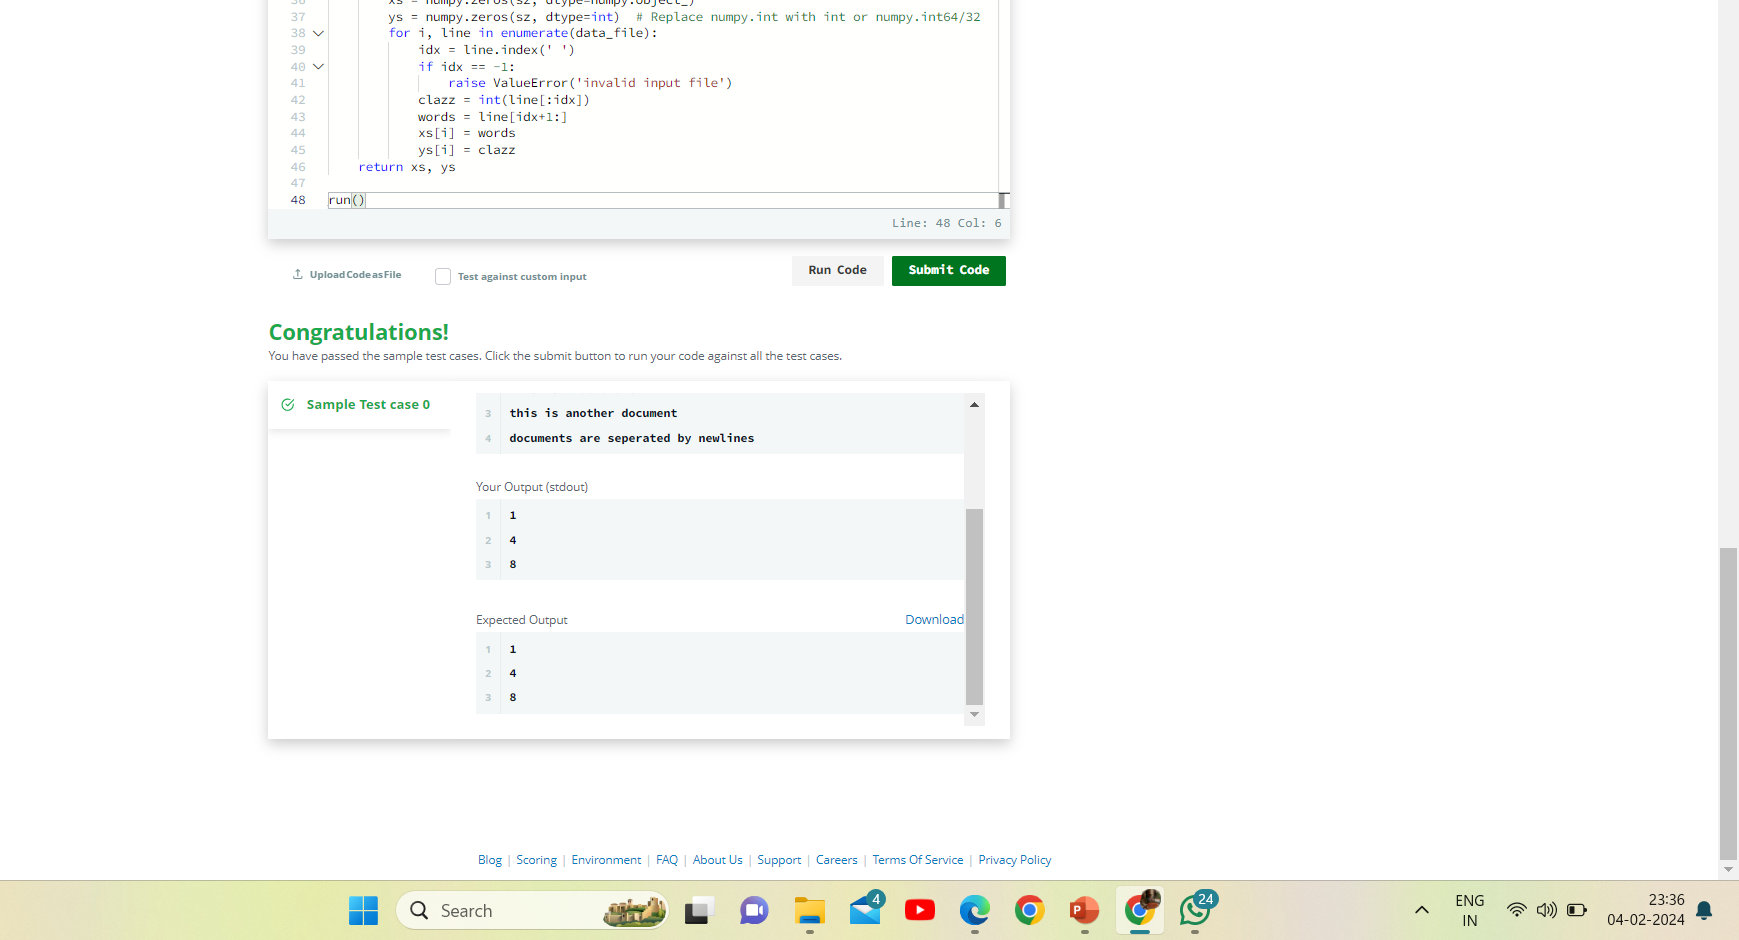 36 xs = numpy.zeros(sz, dtype=numpy.object_)
37 ys = numpy.zeros(sz, dtype=int)  # Replace numpy.int with int or numpy.int64/32
38 for i, line in enumerate(data_file):
39 idx = line.index(' ')
40 if idx == -1:
41 raise ValueError('invalid input file')
42 clazz = int(line[:idx])
43 words = line[idx+1:]
44 xs[i] = words
45 ys[i] = clazz
46 return xs, ys
47
48 run()
Line: 48 Col: 6
Upload Code as File
Test against custom input
Run Code
Submit Code
Congratulations!
You have passed the sample test cases. Click the submit button to run your code against all the test cases.
Sample Test case 0
3 this is another document
4 documents are seperated by newlines
Your Output (stdout)
1 1
2 4
3 8
Expected Output
Download
1 1
2 4
3 8
Blog | Scoring | Environment | FAQ | About Us | Support | Careers | Terms Of Service | Privacy Policy
Search
4
P
24
ENG
IN
23:36
04-02-2024